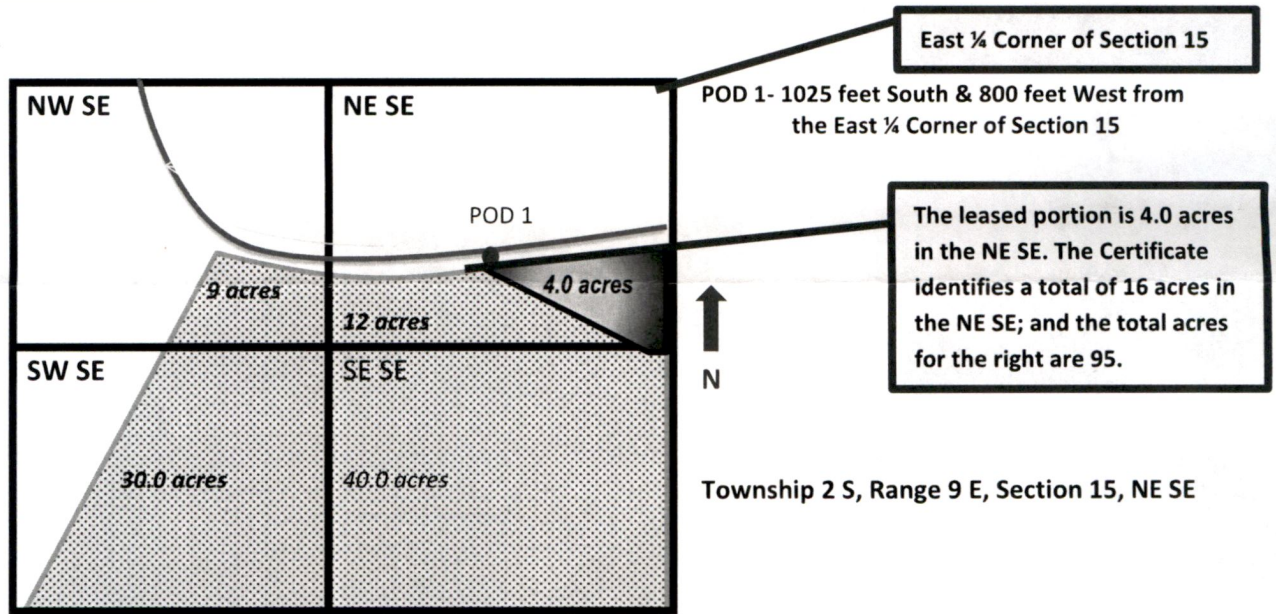 East ¼ Corner of Section 15
NW SE
NE SE
POD 1- 1025 feet South & 800 feet West from
the East ¼ Corner of Section 15
POD 1
The leased portion is 4.0 acres
in the NE SE. The Certificate
identifies a total of 16 acres in
the NE SE; and the total acres
for the right are 95.
9 acres
4.0 acres
12 acres
SW SE
SE SE
N
30.0 acres
40.0 acres
Township 2 S, Range 9 E, Section 15, NE SE